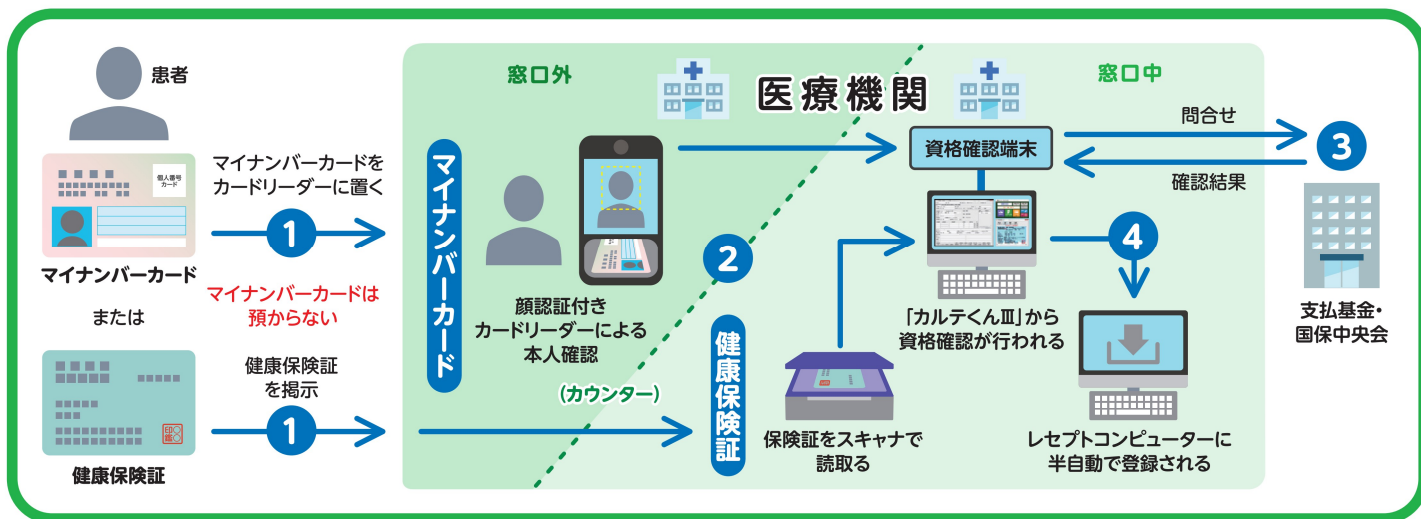 患者
個人番号
カード
マイナンバーカード
または
健康保険証
マイナンバーカードを
カードリーダーに置く
1
マイナンバーカードは
預からない
健康保険証
を掲示
1
窓口外
医療機関
窓口中
マイナンバーカード
顔認証付き
カードリーダーによる
本人確認
(カウンター)
2
健康保険証
資格確認端末
「カルテくんⅢ」から
資格確認が行われる
保険証をスキャナで
読取る
4
レセプトコンピューターに
半自動で登録される
問合せ
確認結果
3
支払基金・
国保中央会